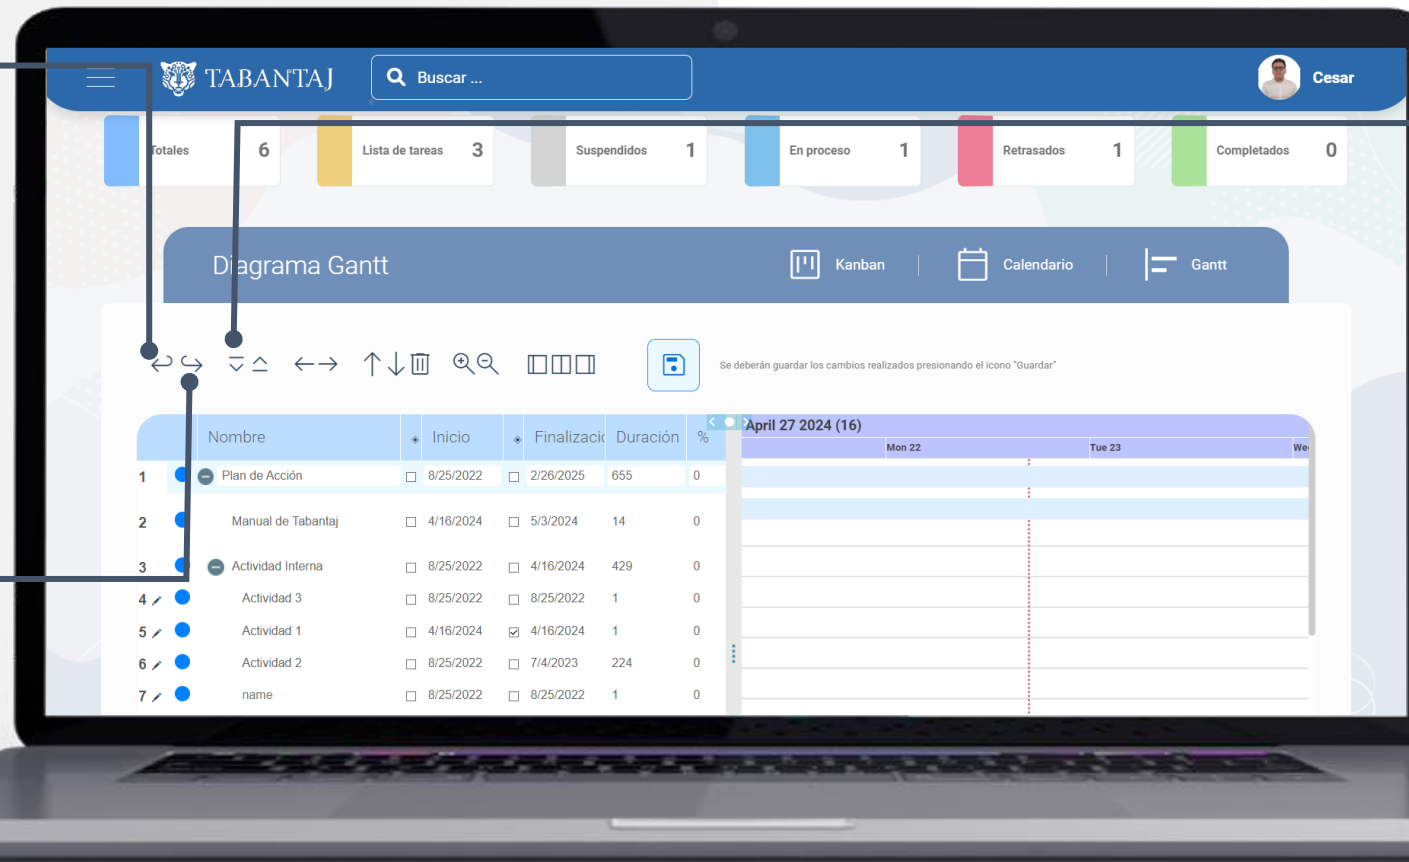 TABANTAJ
Buscar ...
Cesar
Totales 6
Lista de tareas 3
Suspendidos 1
En proceso 1
Retrasados 1
Completados 0
Diagrama Gantt
Kanban
Calendario
Gantt
Se deberán guardar los cambios realizados presionando el icono "Guardar"
Nombre Inicio Finalizació Duración %
April 27 2024 (16)
Mon 22 Tue 23 We
1 Plan de Acción 8/25/2022 2/26/2025 655 0
2 Manual de Tabantaj 4/16/2024 5/3/2024 14 0
3 Actividad Interna 8/25/2022 4/16/2024 429 0
4 Actividad 3 8/25/2022 8/25/2022 1 0
5 Actividad 1 4/16/2024 4/16/2024 1 0
6 Actividad 2 8/25/2022 7/4/2023 224 0
7 name 8/25/2022 8/25/2022 1 0